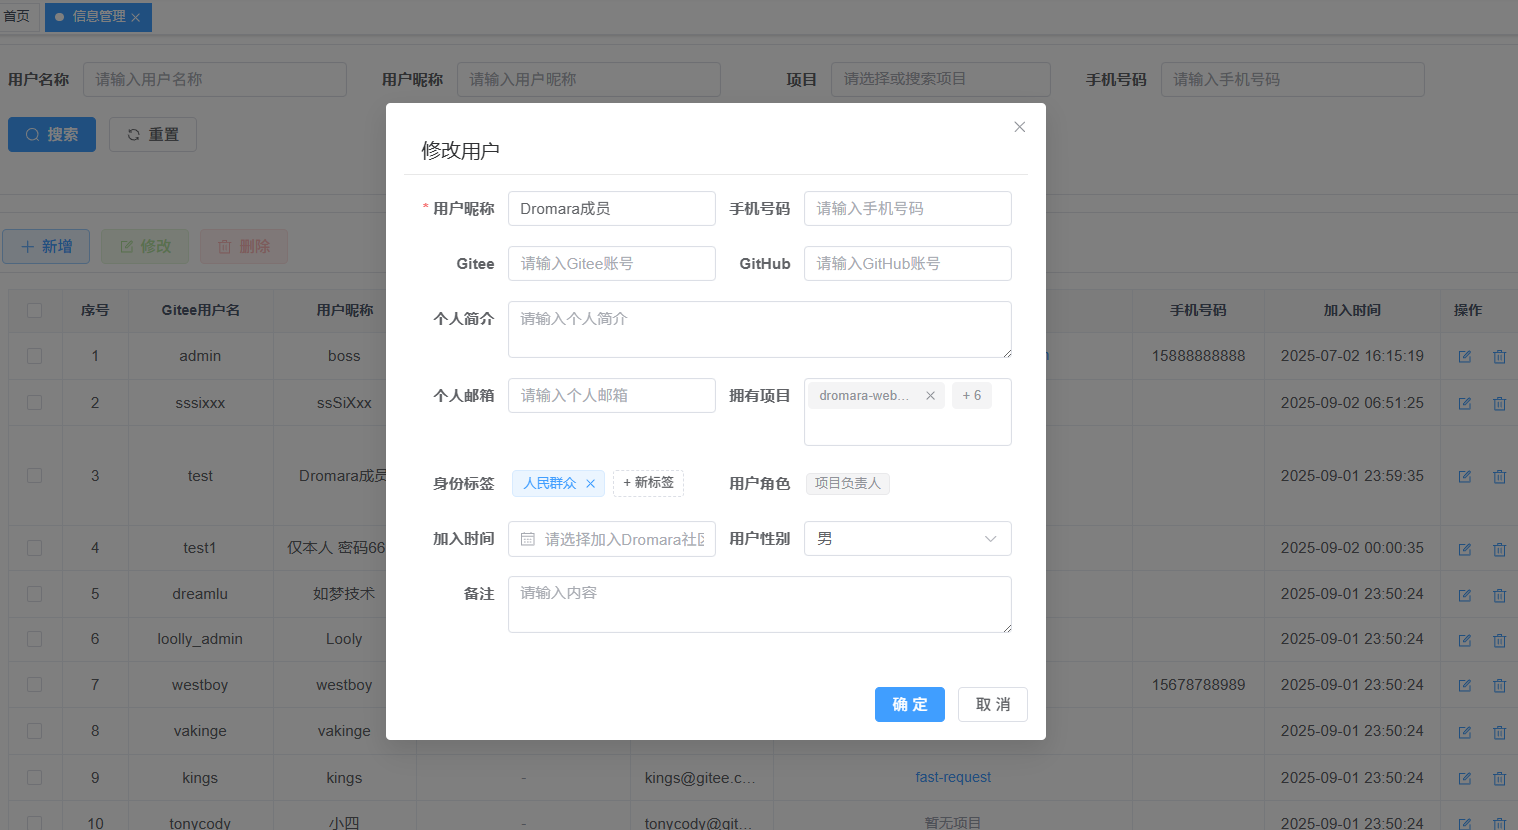 首页
信息管理
用户名称 请输入用户名称 用户昵称 请输入用户昵称 项目 请选择或搜索项目 手机号码 请输入手机号码
搜索 重置
新增 修改 删除
序号 Gitee用户名 用户昵称 手机号码 加入时间 操作
1 admin boss 15888888888 2025-07-02 16:15:19
2 sssixxx ssSiXxx 2025-09-02 06:51:25
3 test Dromara成员 2025-09-01 23:59:35
4 test1 仅本人 密码66 2025-09-02 00:00:35
5 dreamlu 如梦技术 2025-09-01 23:50:24
6 loolly_admin Looly 2025-09-01 23:50:24
7 westboy westboy 15678788989 2025-09-01 23:50:24
8 vakinge vakinge 2025-09-01 23:50:24
9 kings kings - kings@gitee.c... fast-request 2025-09-01 23:50:24
10 tonycody 小四 - tonycody@git... 暂无项目 2025-09-01 23:50:24
修改用户
* 用户昵称 Dromara成员 手机号码 请输入手机号码
Gitee 请输入Gitee账号 GitHub 请输入GitHub账号
个人简介 请输入个人简介
个人邮箱 请输入个人邮箱 拥有项目 dromara-web... + 6
身份标签 人民群众 + 新标签 用户角色 项目负责人
加入时间 请选择加入Dromara社区 用户性别 男
备注 请输入内容
确 定 取 消